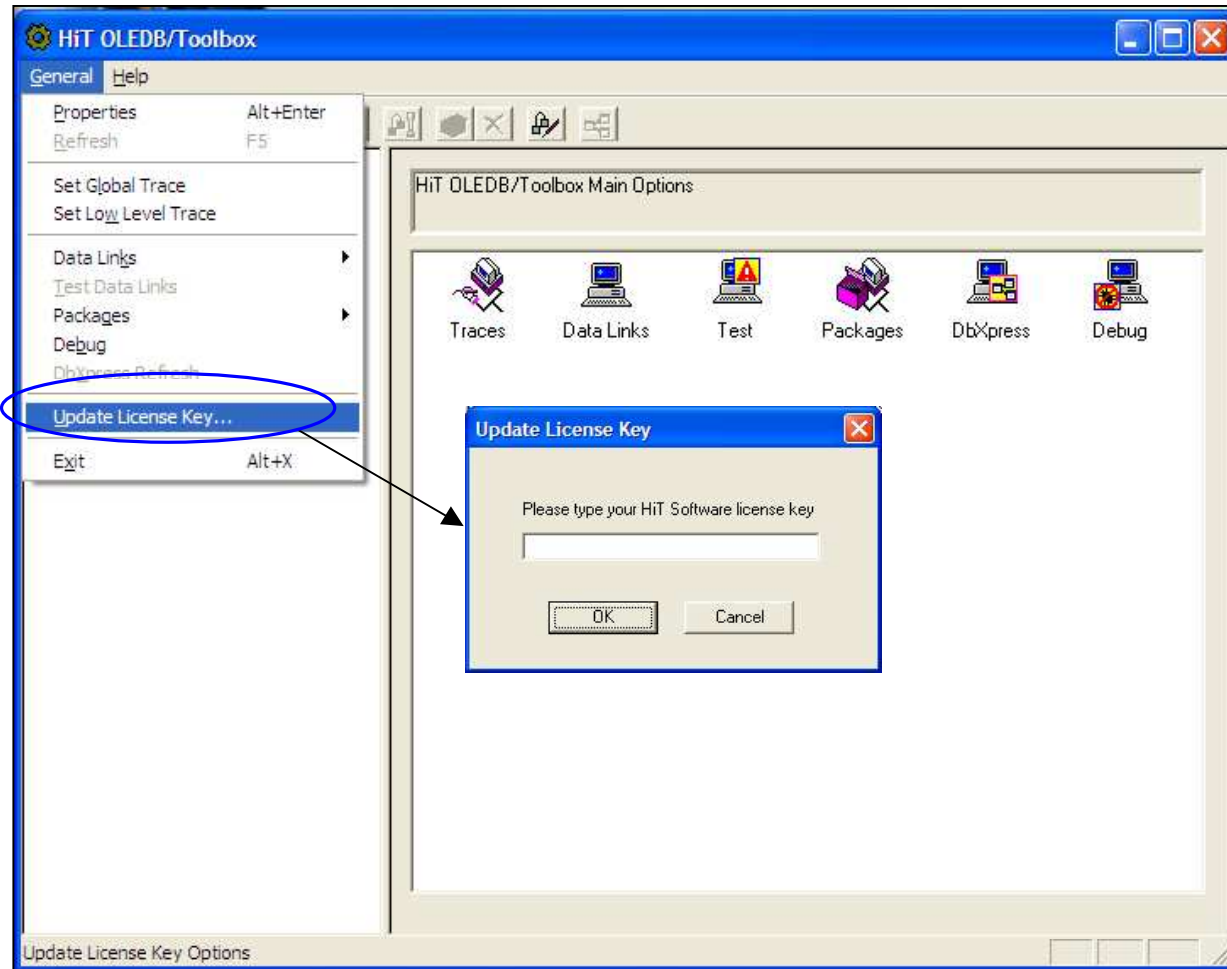 HiT OLEDB/Toolbox
General Help
Properties Alt+Enter
Refresh F5
Set Global Trace
Set Low Level Trace
Data Links
Test Data Links
Packages
Debug
DbXpress Refresh
Update License Key...
Exit Alt+X
HiT OLEDB/Toolbox Main Options
Traces Data Links Test Packages DbXpress Debug
Update License Key
Please type your HiT Software license key
OK Cancel
Update License Key Options